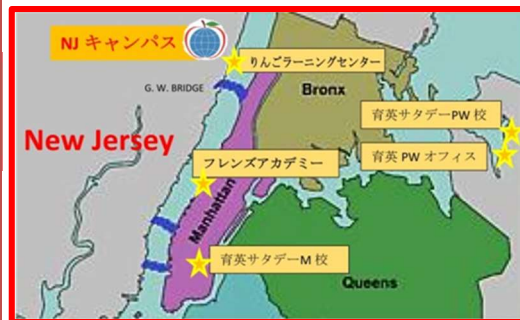 NJ キャンパス
りんごラーニングセンター
G. W. BRIDGE
Bronx
育英サタデーPW 校
New Jersey
育英 PW オフィス
フレンズアカデミー
Manhattan
育英サタデーM 校
Queens